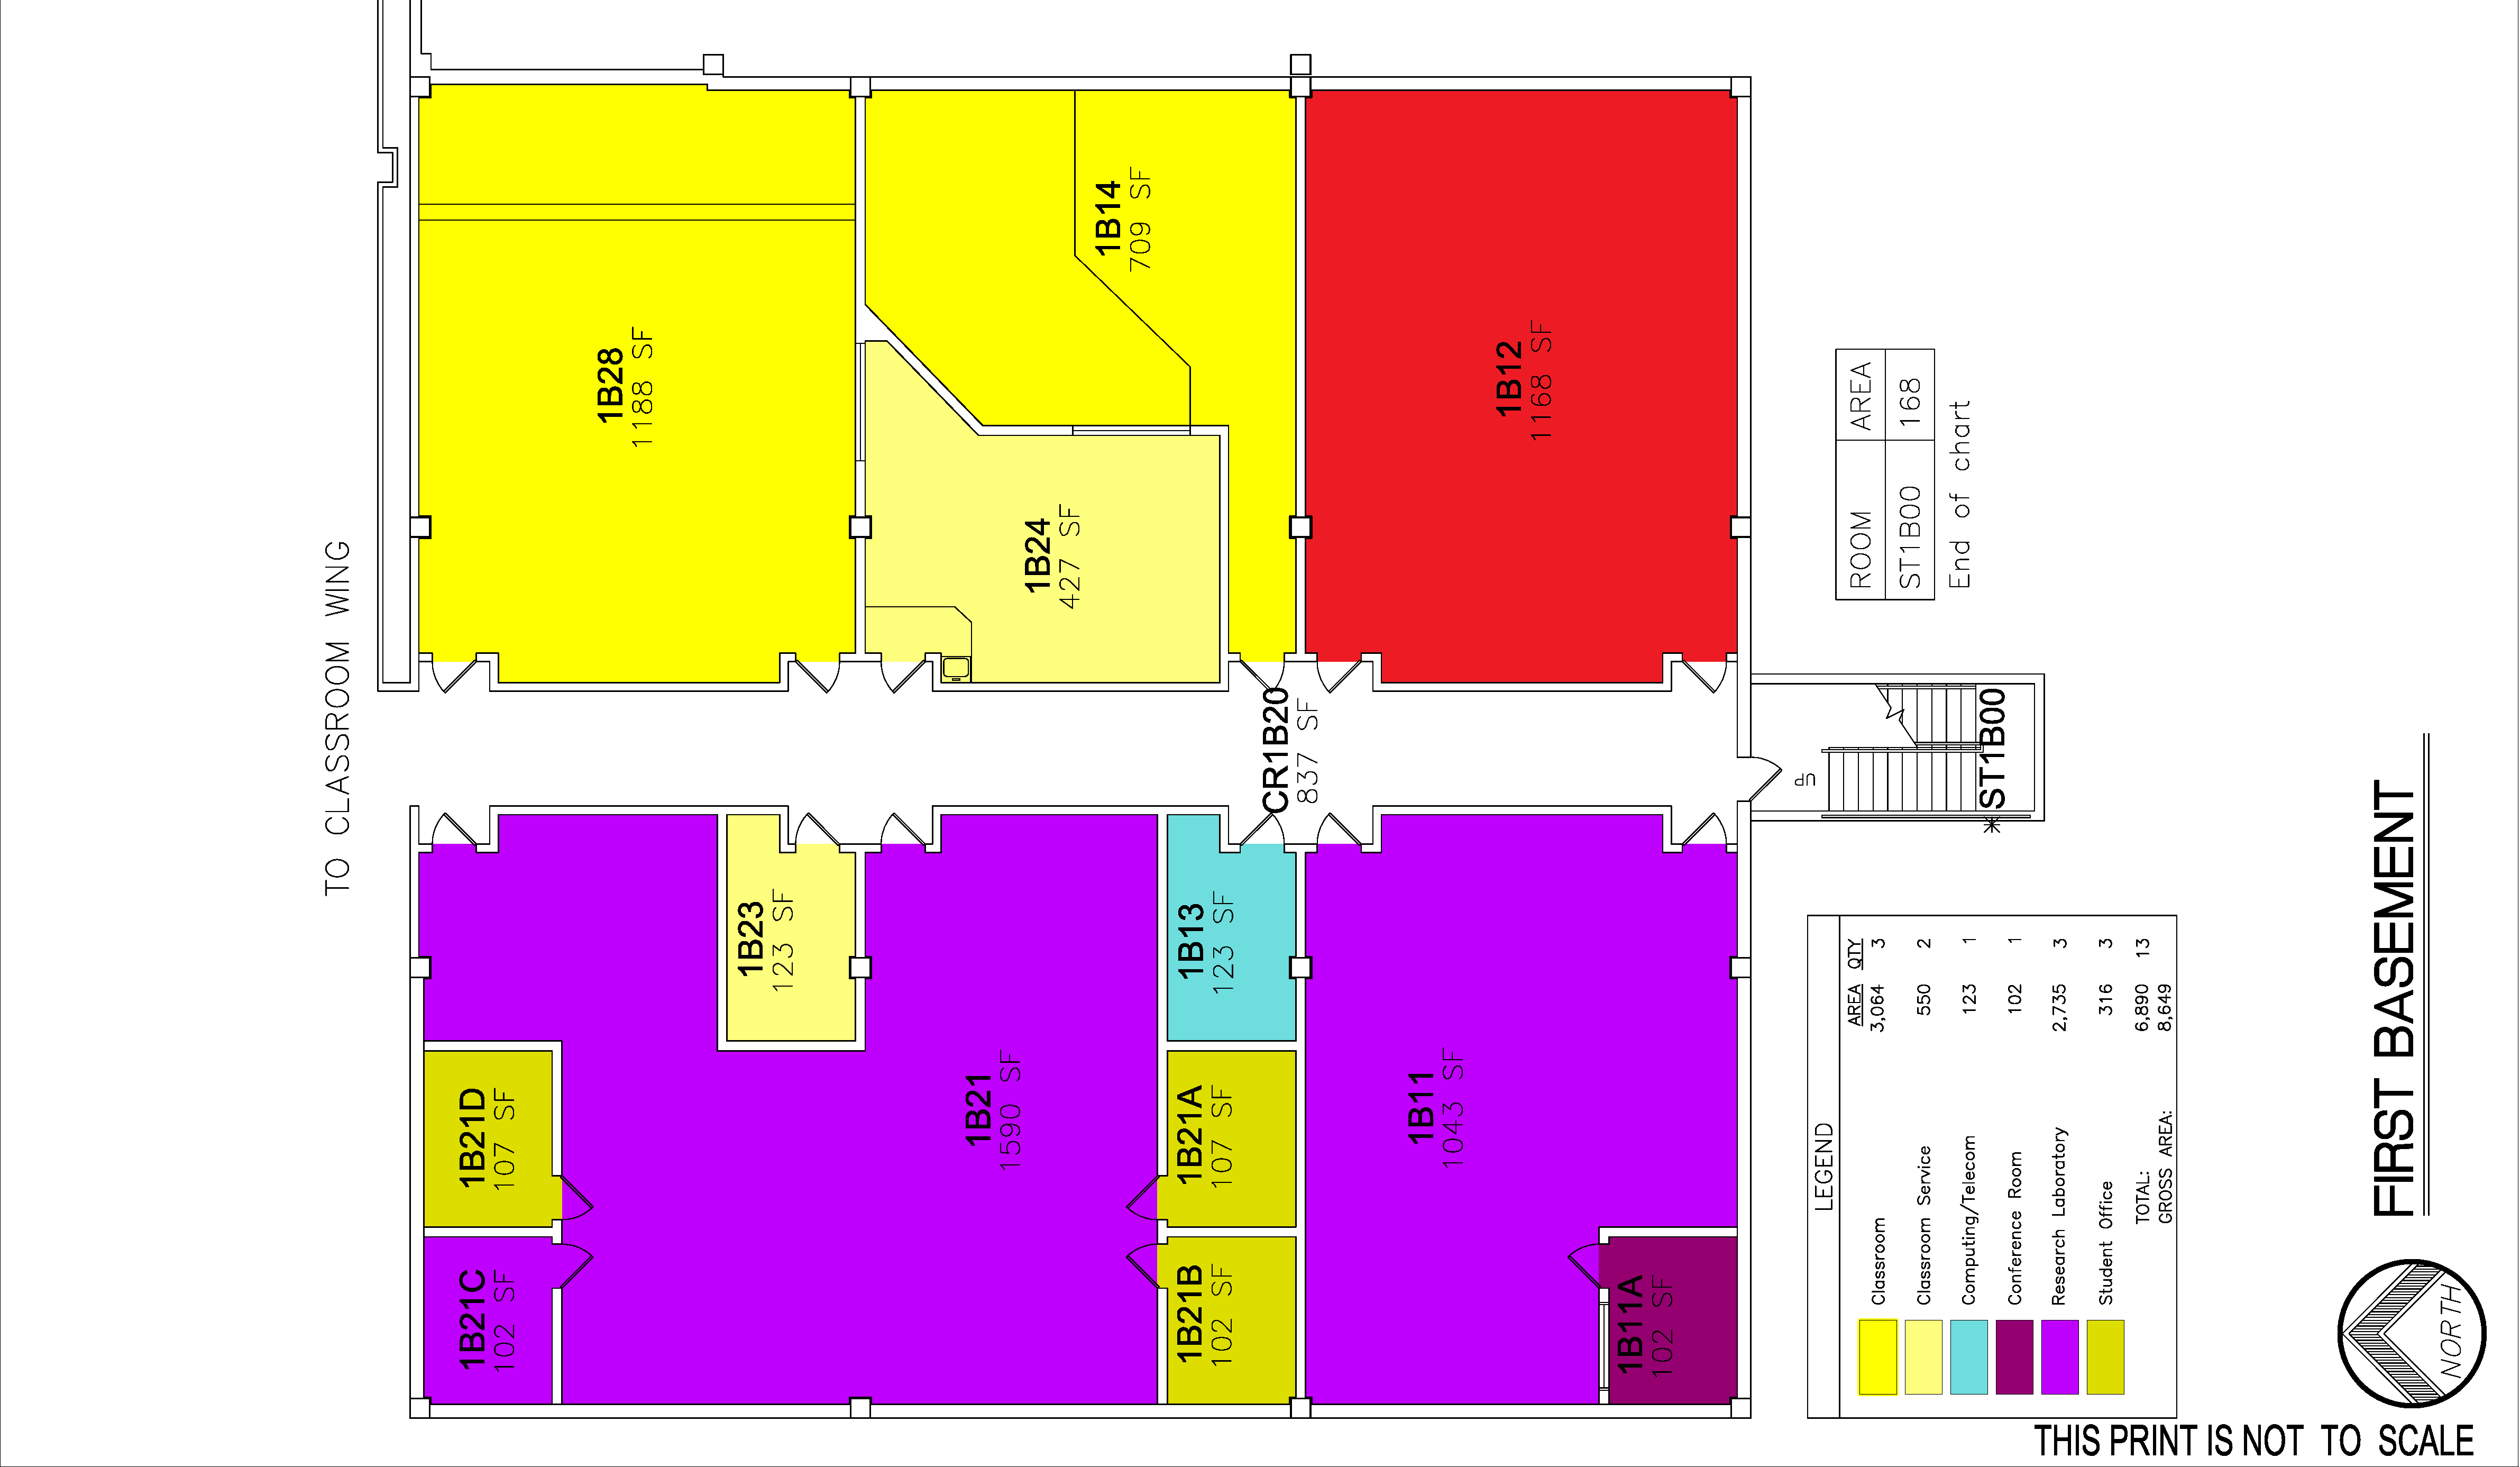 TO CLASSROOM WING
1B28
1188 SF
1B14
709 SF
1B24
427 SF
1B12
1168 SF
CR1B20
837 SF
ST1B00
UP
*
1B23
123 SF
1B13
123 SF
1B21D
107 SF
1B21
1590 SF
1B21A
107 SF
1B11
1043 SF
1B21C
102 SF
1B21B
102 SF
1B11A
102 SF
ROOM AREA
ST1B00 168
End of chart
LEGEND
AREA QTY
Classroom 3,064 3
Classroom Service 550 2
Computing/Telecom 123 1
Conference Room 102 1
Research Laboratory 2,735 3
Student Office 316 3
TOTAL: 6,890 13
GROSS AREA: 8,649
FIRST BASEMENT
NORTH
THIS PRINT IS NOT TO SCALE